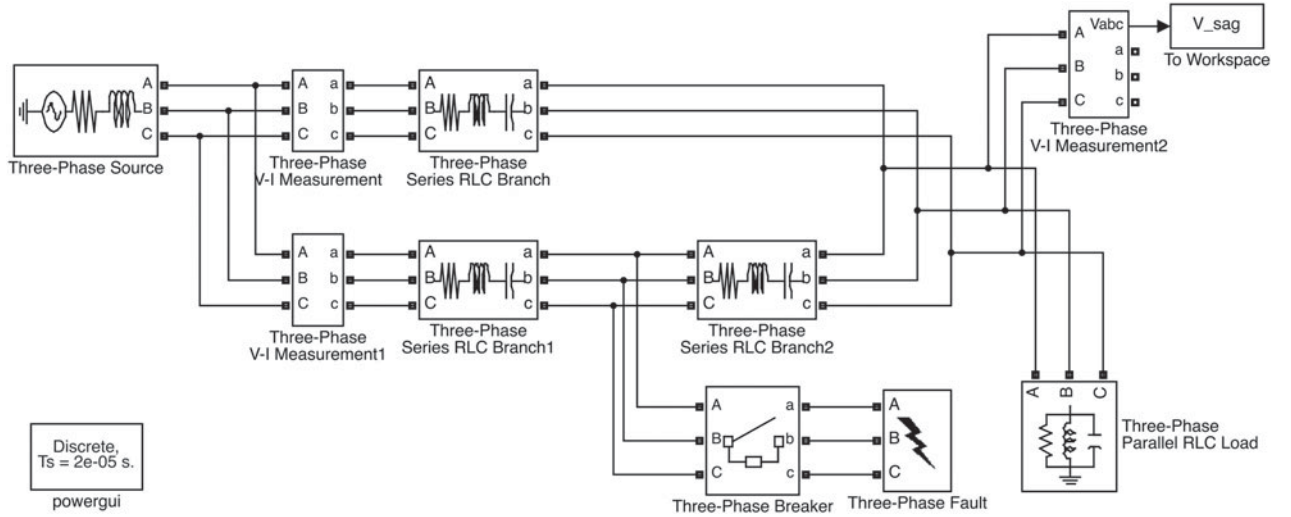 Vabc
V_sag
A
B
C
a
b
c
To Workspace
Three-Phase
V-I Measurement2
A
B
C
Three-Phase Source
A
B
C
a
b
c
Three-Phase
V-I Measurement
A
B
C
a
b
c
Three-Phase
Series RLC Branch
A
B
C
a
b
c
Three-Phase
V-I Measurement1
A
B
C
a
b
c
Three-Phase
Series RLC Branch1
A
B
C
a
b
c
Three-Phase
Series RLC Branch2
A
B
C
a
b
c
Three-Phase Breaker
A
B
C
Three-Phase Fault
A
B
C
Three-Phase
Parallel RLC Load
Discrete,
Ts = 2e-05 s.
powergui